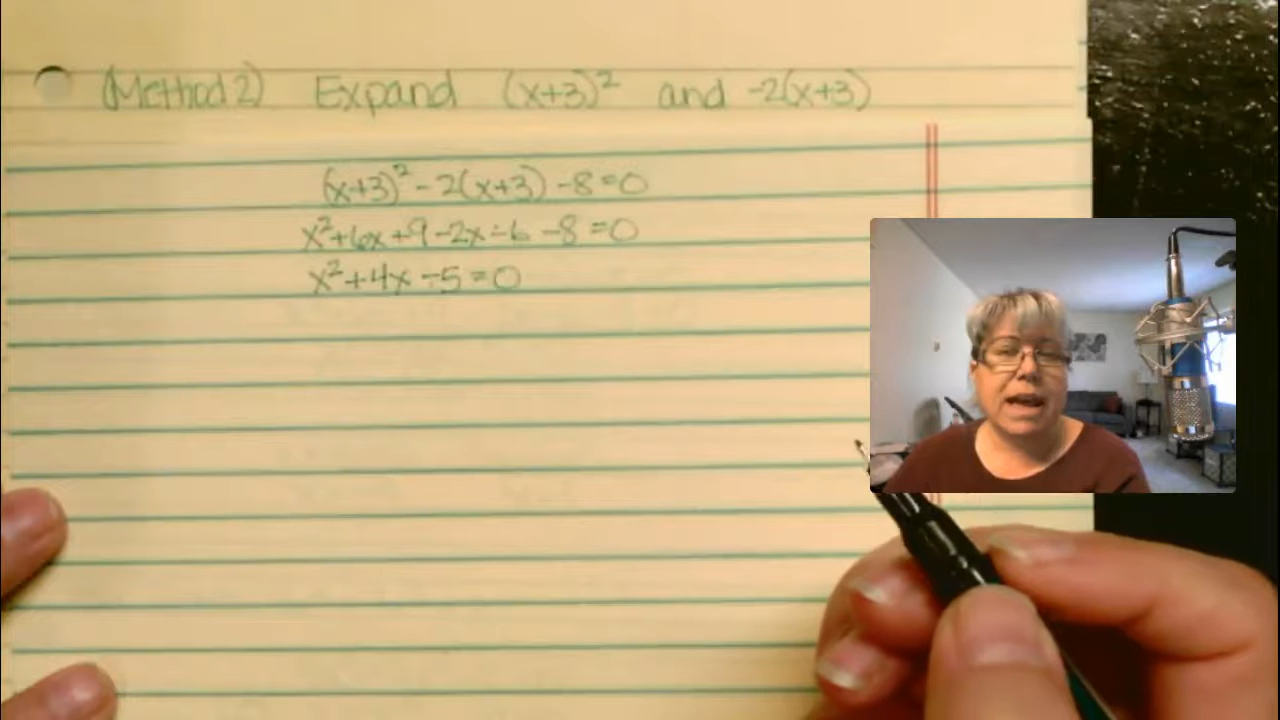 (Method 2) Expand (x+3)² and -2(x+3)
(x+3)² - 2(x+3) - 8 = 0
x² + 6x + 9 - 2x - 6 - 8 = 0
x² + 4x - 5 = 0